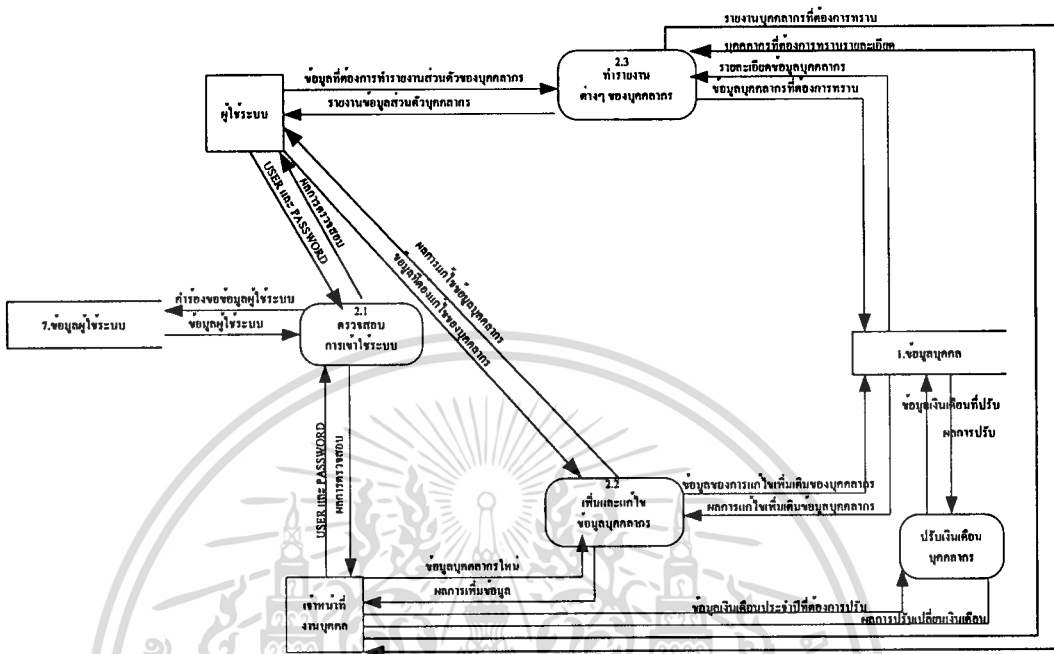 รายงานบุคคลากรที่ต้องการทราบ
บุคคลากรที่ต้องการทราบรายละเอียด
รายละเอียดข้อมูลบุคลากร
ข้อมูลบุคลากรที่ต้องการทราบ
2.3
ทำรายงาน
ต่างๆ ของบุคลากร
ข้อมูลที่ต้องการทำรายงานส่วนตัวของบุคลากร
รายงานข้อมูลส่วนตัวบุคลากร
ผู้ใช้ระบบ
USER และ PASSWORD
ผลการตรวจสอบ
ผลการแก้ไขข้อมูลบุคลากร
ข้อมูลที่ต้องแก้ไขของบุคลากร
คำร้องขอข้อมูลผู้ใช้ระบบ
7.ข้อมูลผู้ใช้ระบบ
ข้อมูลผู้ใช้ระบบ
2.1
ตรวจสอบ
การเข้าใช้ระบบ
1.ข้อมูลบุคคล
ข้อมูลเงินเดือนที่ปรับ
ผลการปรับ
USER และ PASSWORD
ผลการตรวจสอบ
2.2
เพิ่มและแก้ไข
ข้อมูลบุคลากร
ข้อมูลของการแก้ไขเพิ่มเติมของบุคลากร
ผลการแก้ไขเพิ่มเติมข้อมูลบุคลากร
ปรับเงินเดือน
บุคลากร
ข้อมูลบุคลากรใหม่
ผลการเพิ่มข้อมูล
เจ้าหน้าที่
งานบุคคล
ข้อมูลเงินเดือนประจำปีที่ต้องการปรับ
ผลการปรับเปลี่ยนเงินเดือน